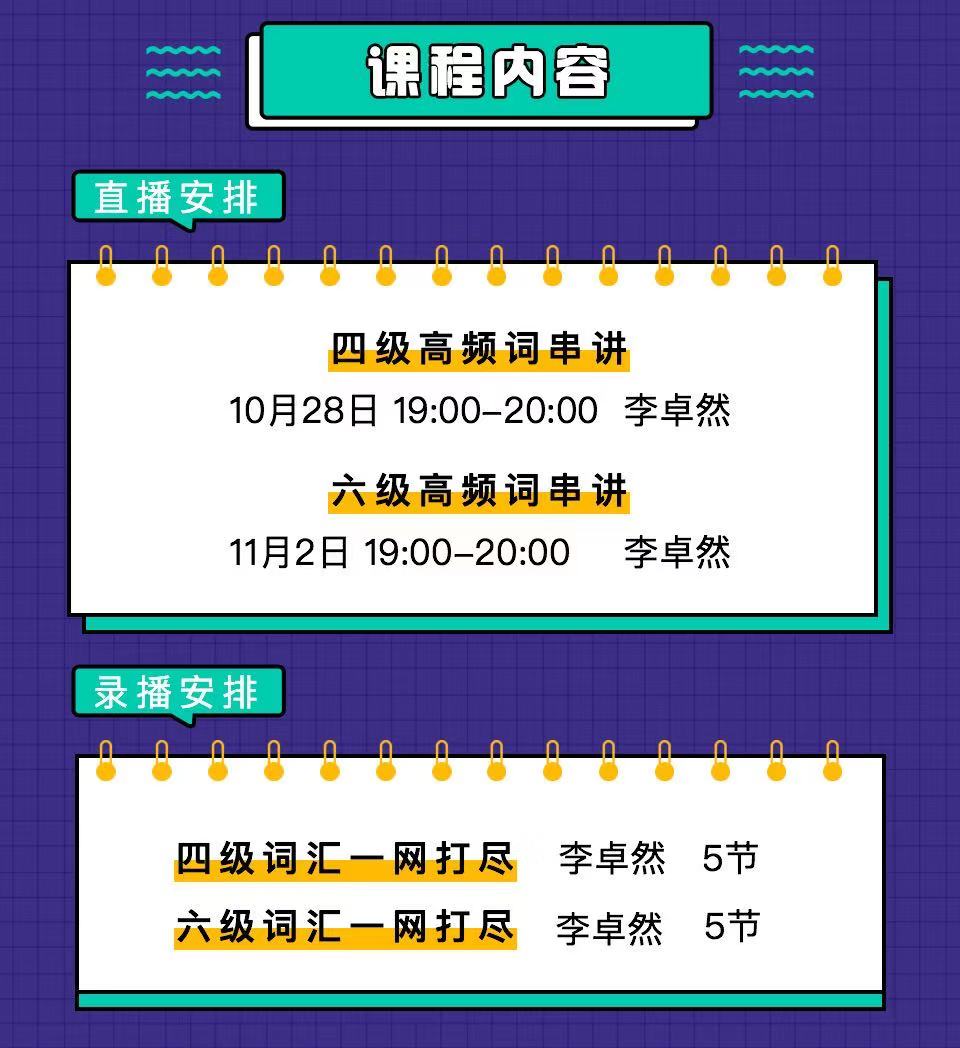 课程内容
直播安排
四级高频词串讲
10月28日 19:00–20:00 李卓然
六级高频词串讲
11月2日 19:00–20:00 李卓然
录播安排
四级词汇一网打尽 李卓然 5节
六级词汇一网打尽 李卓然 5节